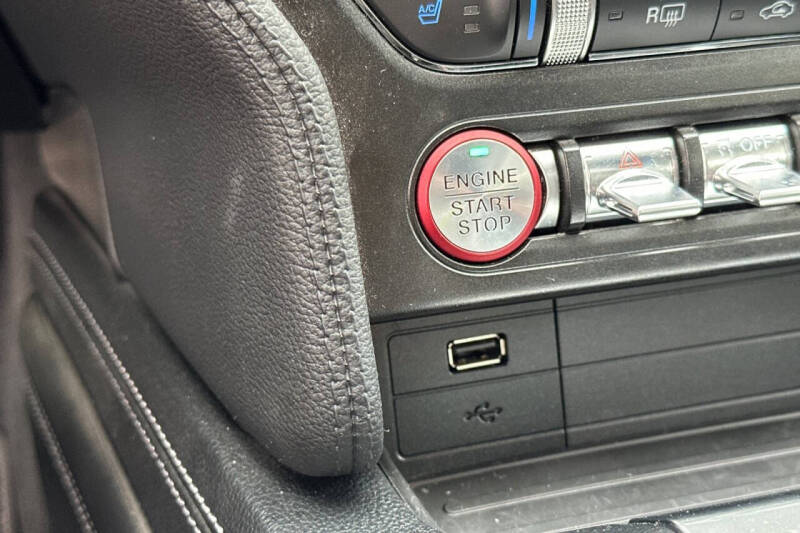 A/C
R
ENGINE
START
STOP
OFF